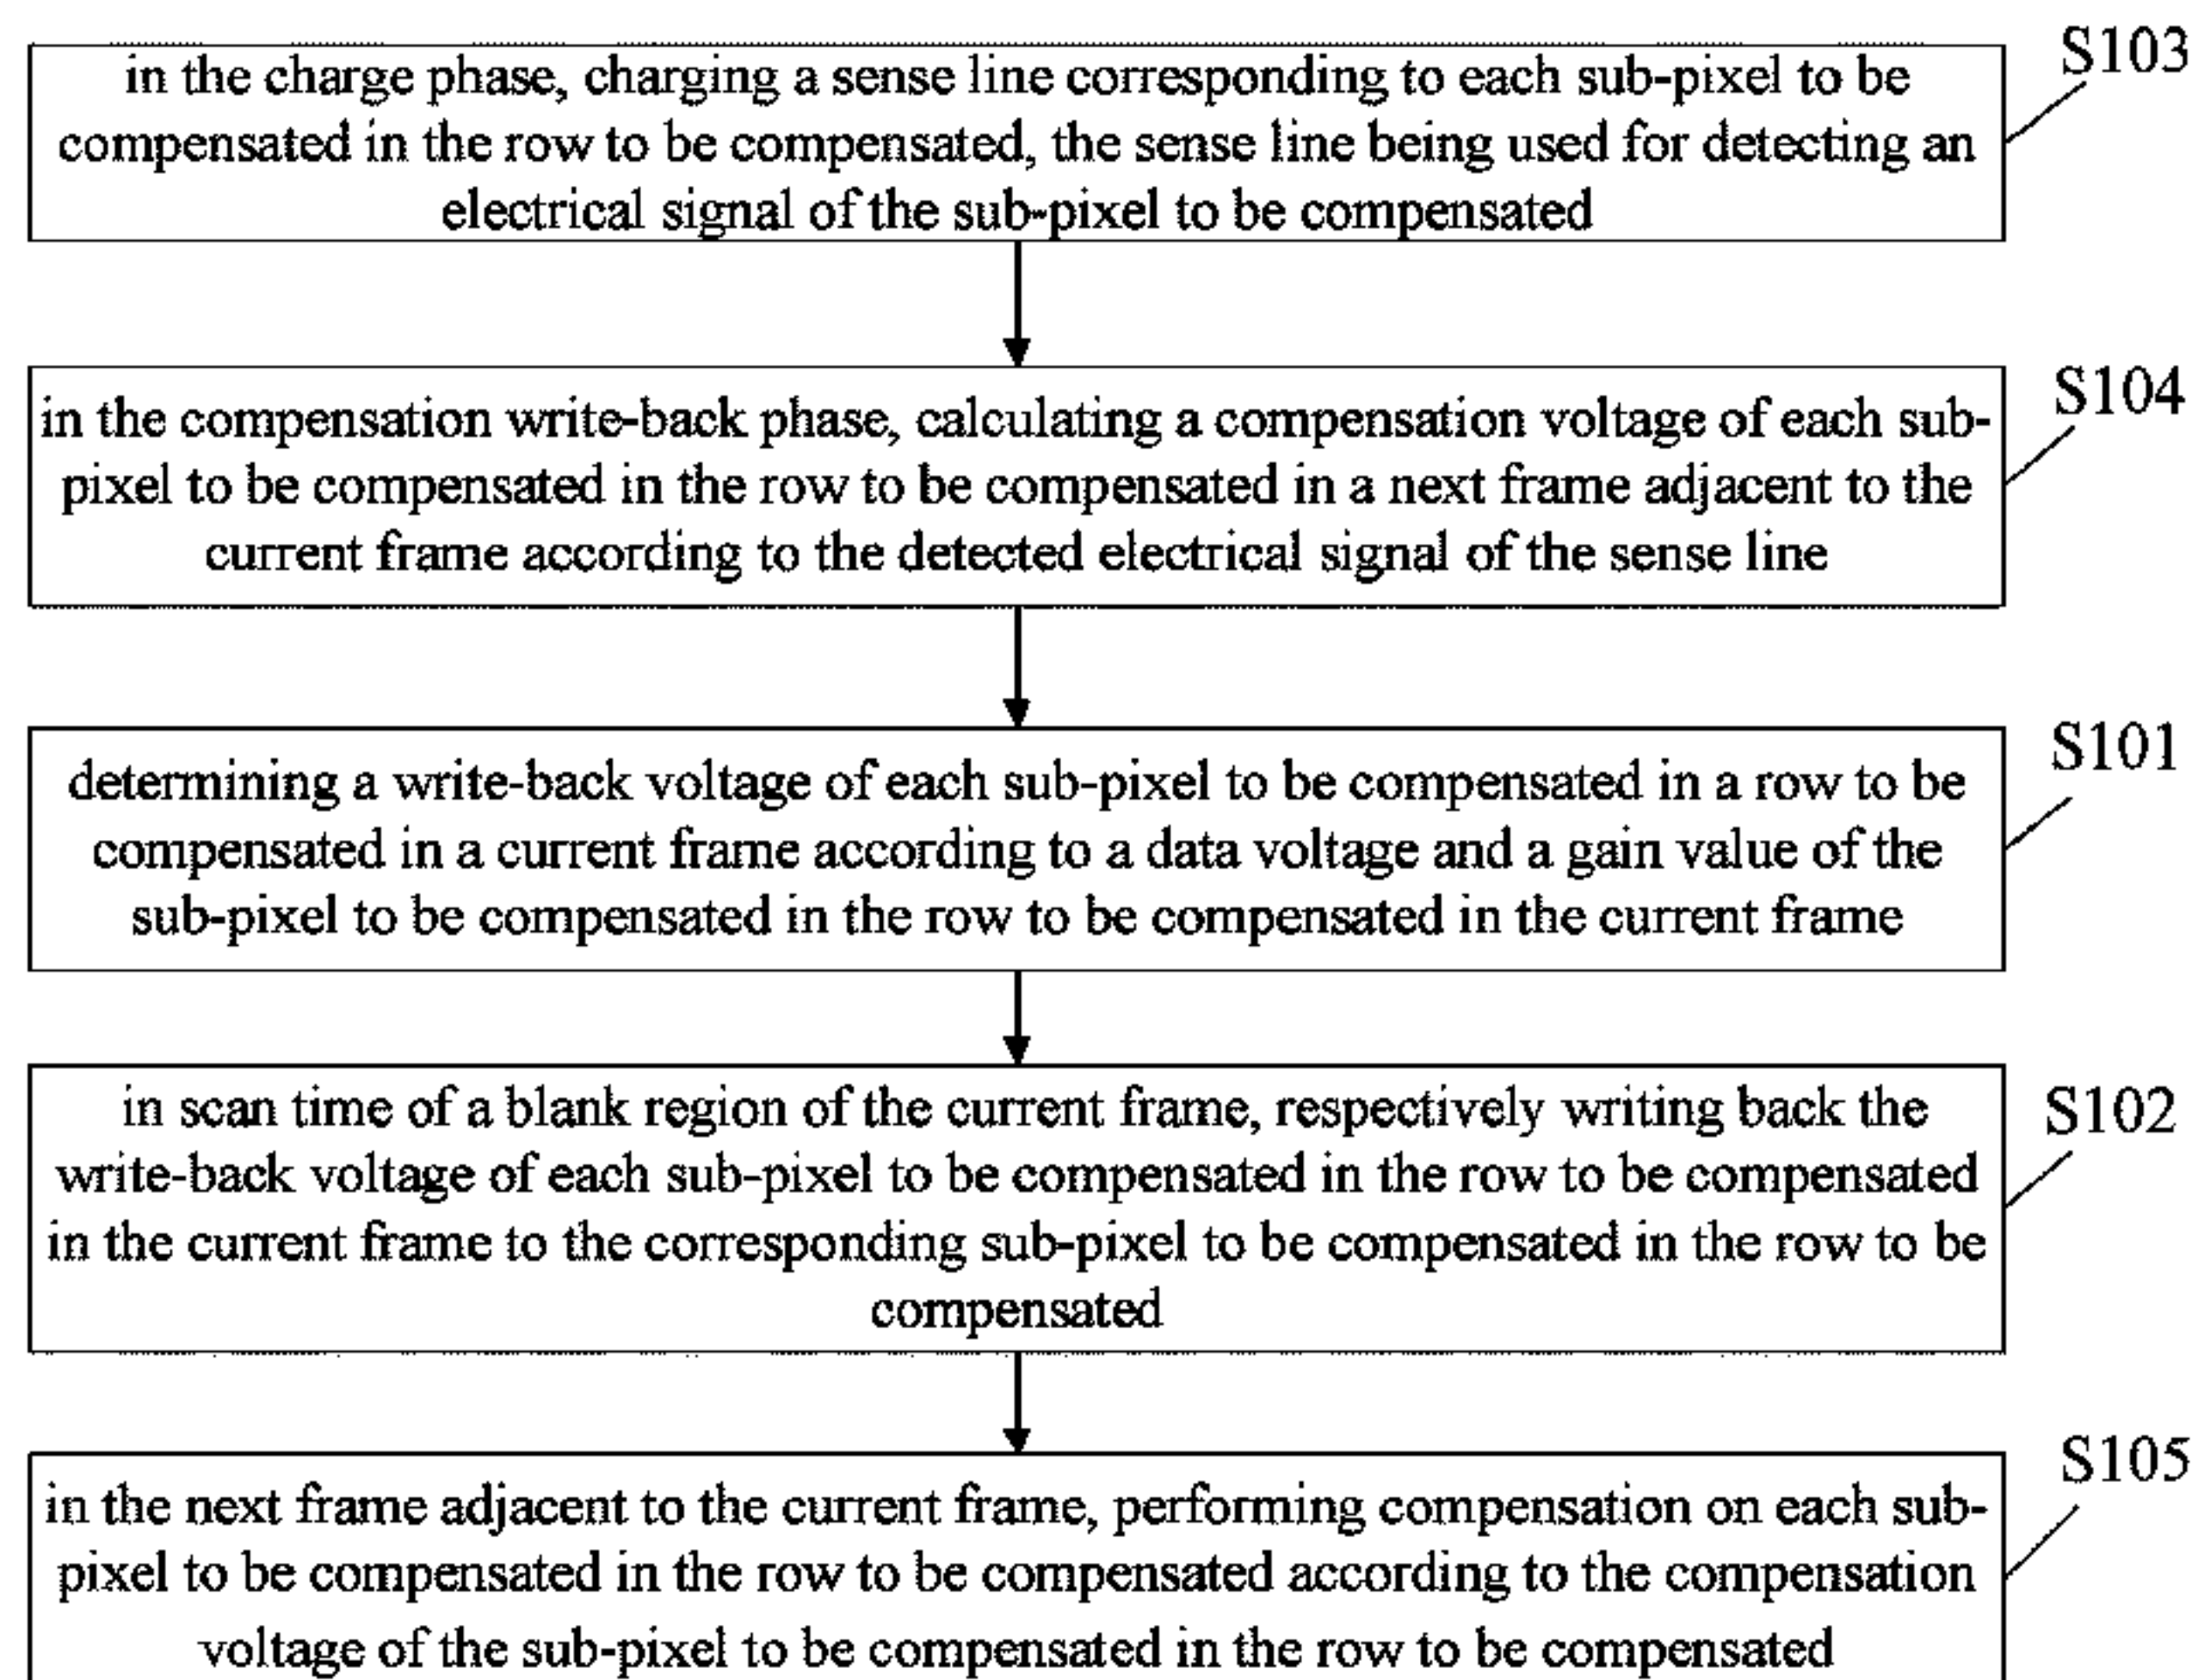 in the charge phase, charging a sense line corresponding to each sub-pixel to be
compensated in the row to be compensated, the sense line being used for detecting an
electrical signal of the sub-pixel to be compensated
S103
in the compensation write-back phase, calculating a compensation voltage of each sub-
pixel to be compensated in the row to be compensated in a next frame adjacent to the
current frame according to the detected electrical signal of the sense line
S104
determining a write-back voltage of each sub-pixel to be compensated in a row to be
compensated in a current frame according to a data voltage and a gain value of the
sub-pixel to be compensated in the row to be compensated in the current frame
S101
in scan time of a blank region of the current frame, respectively writing back the
write-back voltage of each sub-pixel to be compensated in the row to be compensated
in the current frame to the corresponding sub-pixel to be compensated in the row to be
compensated
S102
in the next frame adjacent to the current frame, performing compensation on each sub-
pixel to be compensated in the row to be compensated according to the compensation
voltage of the sub-pixel to be compensated in the row to be compensated
S105